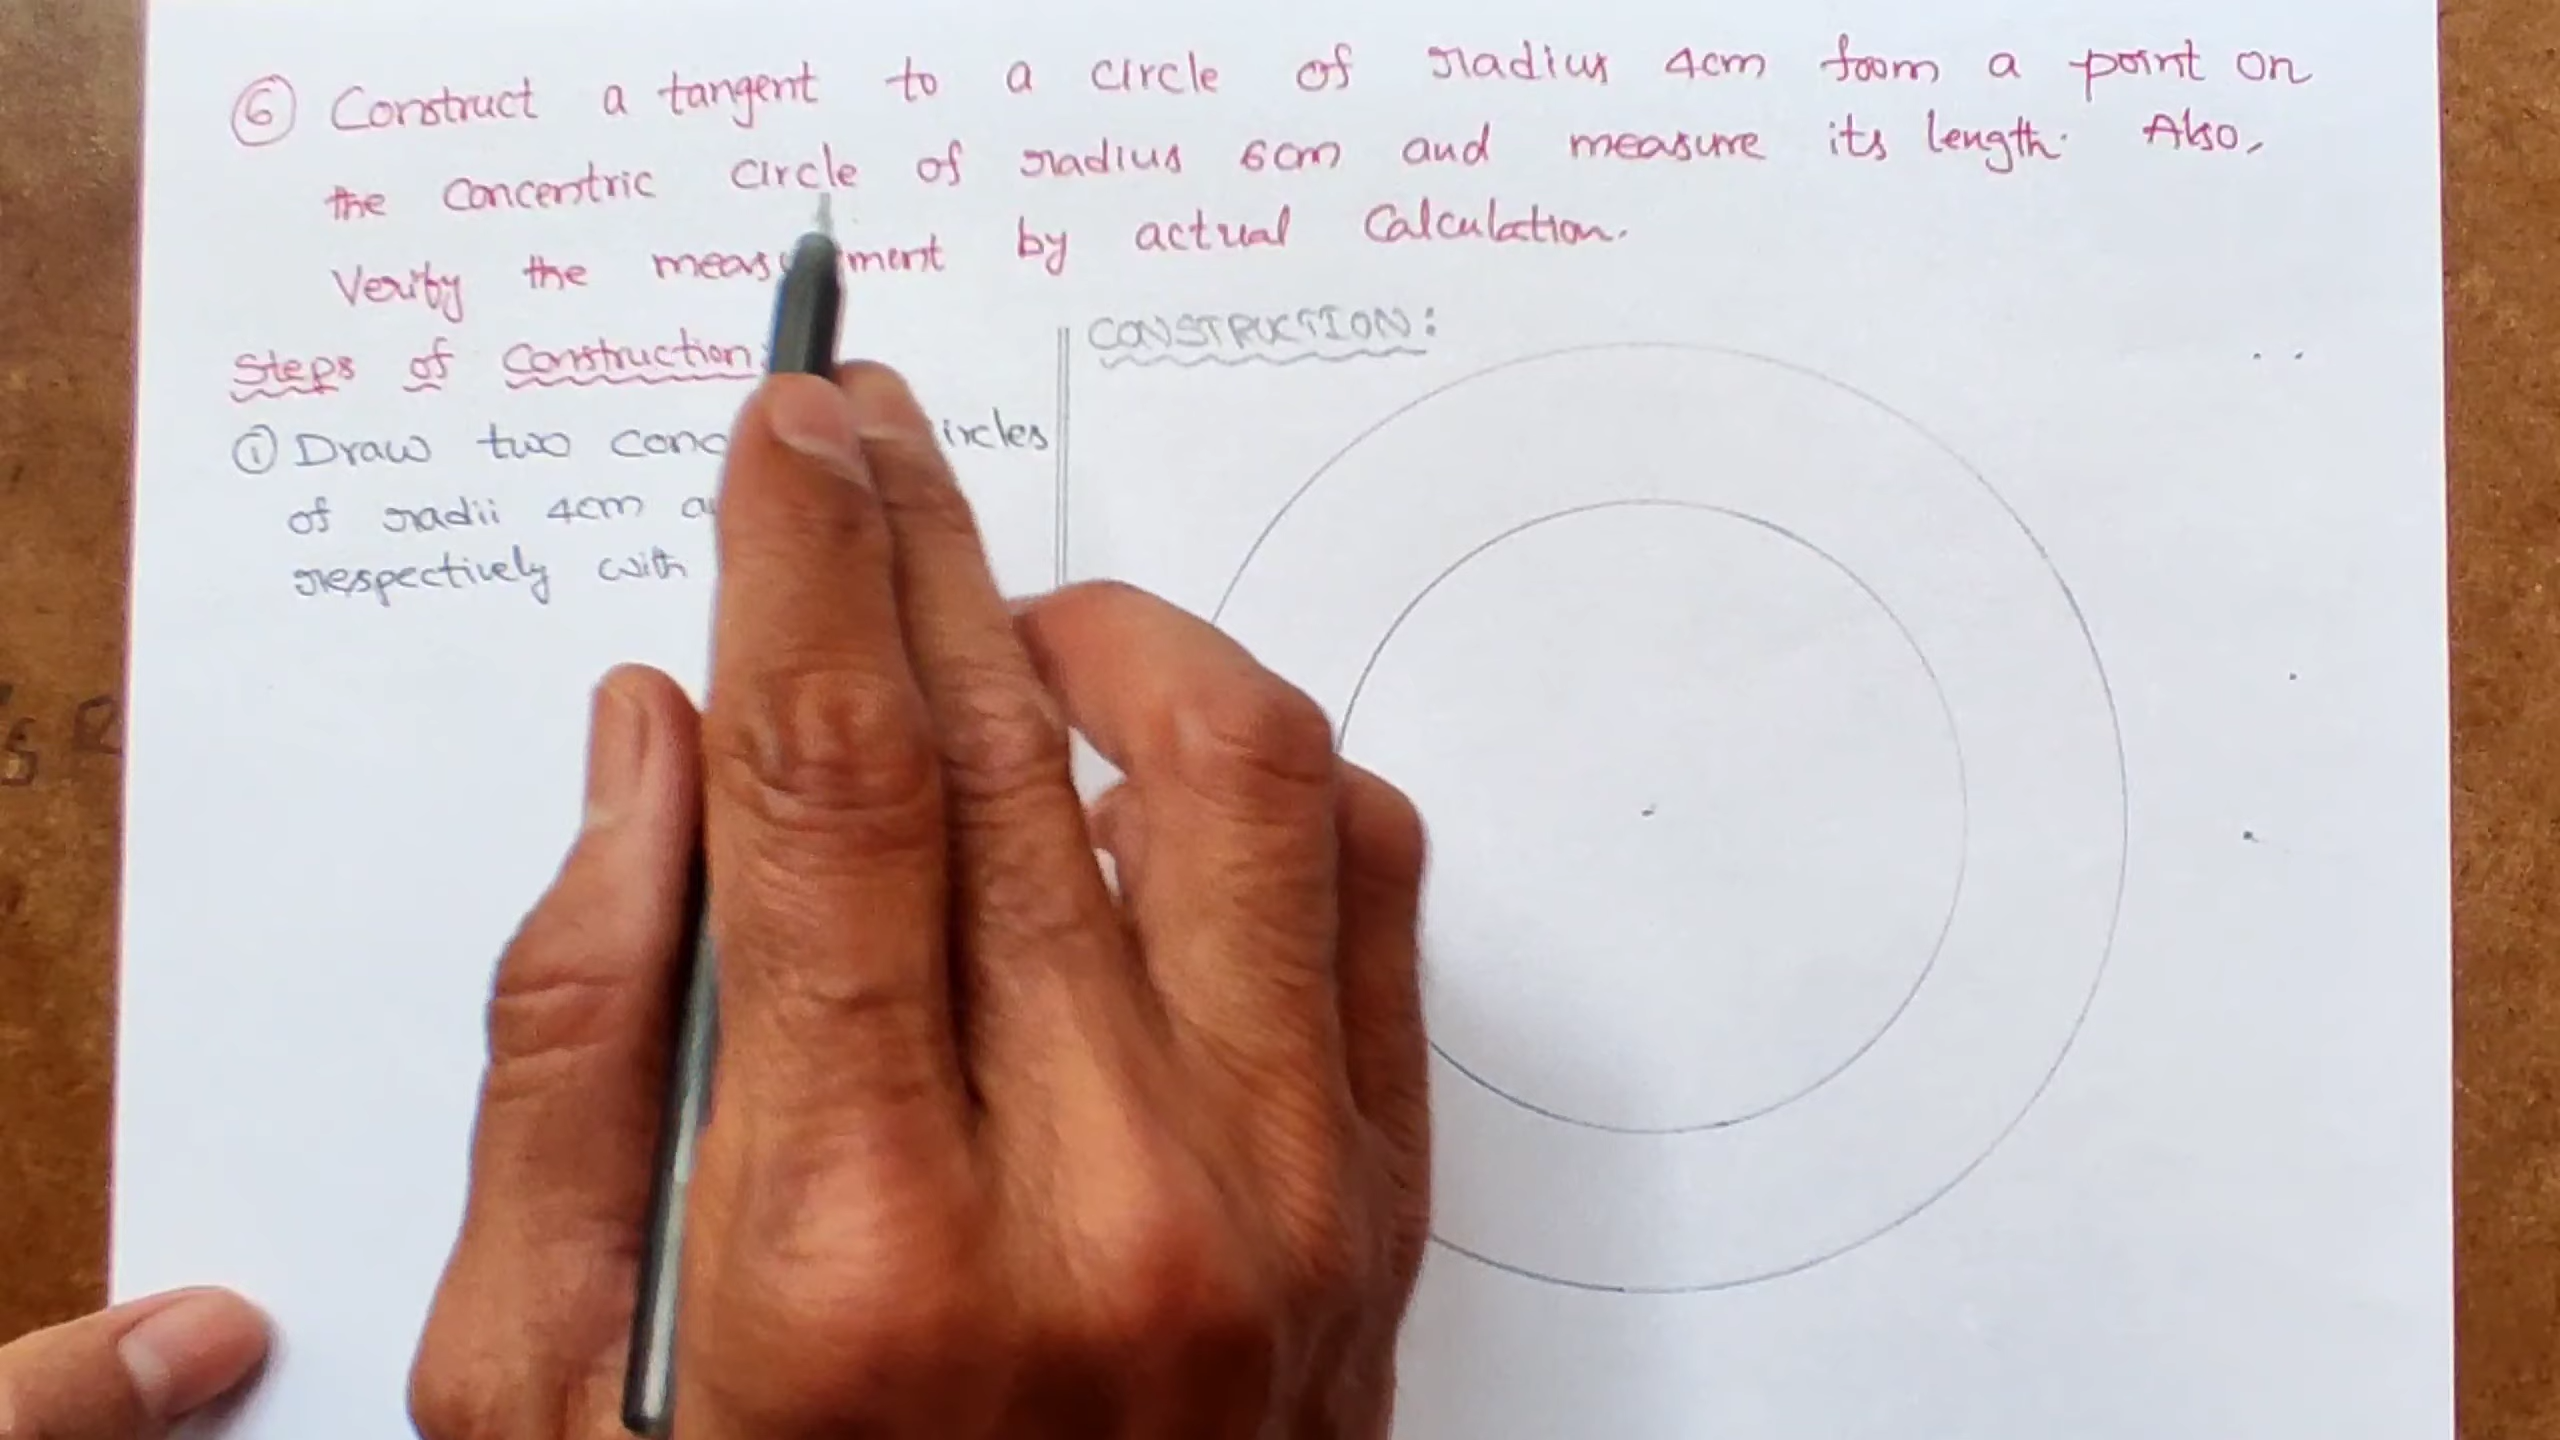 6 Construct a tangent to a circle of radius 4cm from a point on
the concentric circle of radius 6cm and measure its length. Also,
Verify the meas ment by actual Calculation.
Steps of Construction
CONSTRUCTION:
1 Draw two conc ircles
of radii 4cm a
respectively with